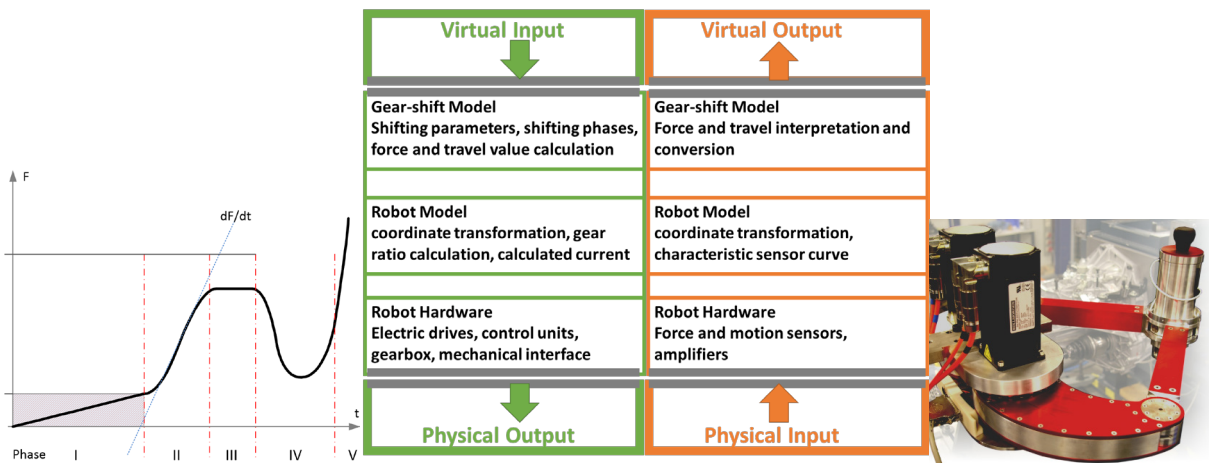 F
dF/dt
t
Phase I II III IV V
Virtual Input
Gear-shift Model
Shifting parameters, shifting phases,
force and travel value calculation
Robot Model
coordinate transformation, gear
ratio calculation, calculated current
Robot Hardware
Electric drives, control units,
gearbox, mechanical interface
Physical Output
Virtual Output
Gear-shift Model
Force and travel interpretation and
conversion
Robot Model
coordinate transformation,
characteristic sensor curve
Robot Hardware
Force and motion sensors,
amplifiers
Physical Input